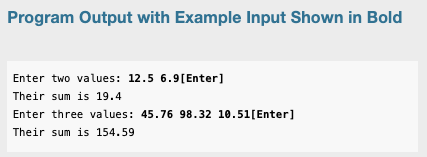 Program Output with Example Input Shown in Bold
Enter two values: 12.5 6.9[Enter]
Their sum is 19.4
Enter three values: 45.76 98.32 10.51[Enter]
Their sum is 154.59